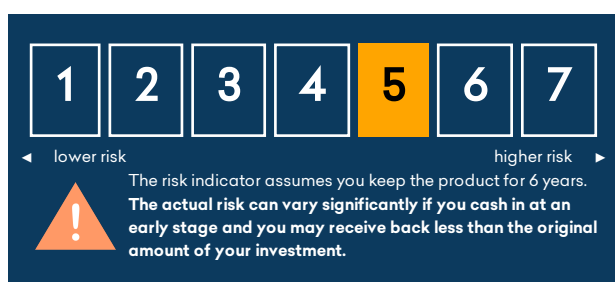 1 2 3 4 5 6 7
◄ lower risk higher risk ►
The risk indicator assumes you keep the product for 6 years.
The actual risk can vary significantly if you cash in at an
early stage and you may receive back less than the original
amount of your investment.
!